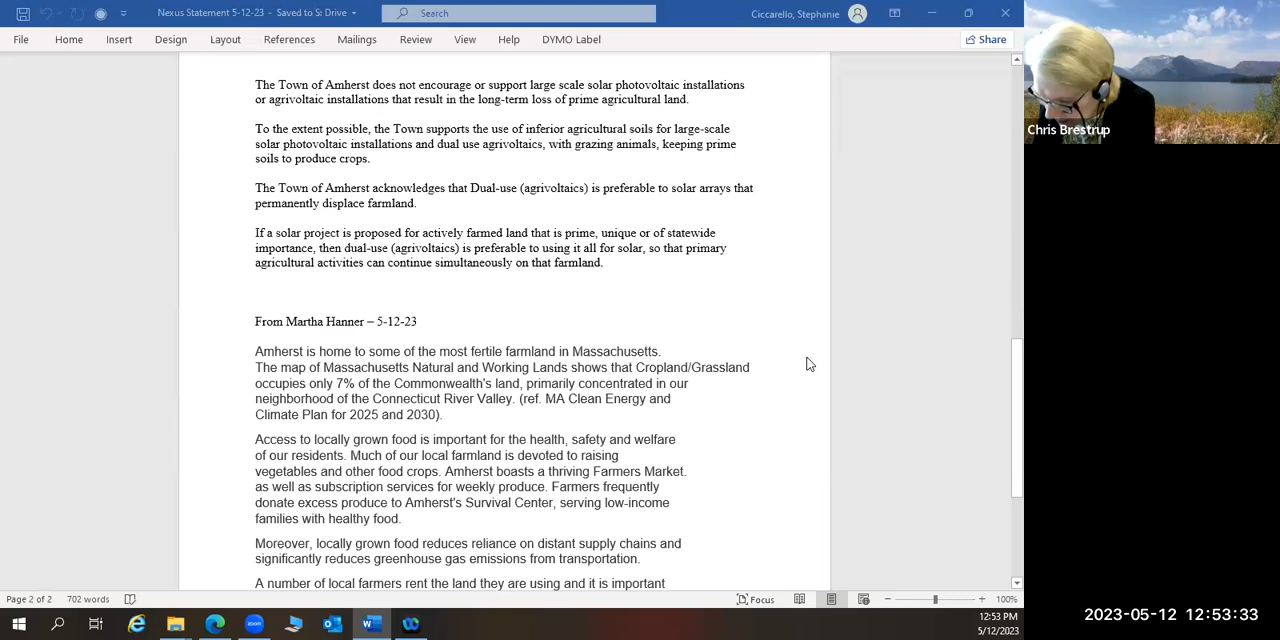 Nexus Statement 5-12-23 - Saved to S: Drive
Search
Ciccarello, Stephanie
File Home Insert Design Layout References Mailings Review View Help DYMO Label Share
The Town of Amherst does not encourage or support large scale solar photovoltaic installations
or agrivoltaic installations that result in the long-term loss of prime agricultural land.
To the extent possible, the Town supports the use of inferior agricultural soils for large-scale
solar photovoltaic installations and dual use agrivoltaics, with grazing animals, keeping prime
soils to produce crops.
The Town of Amherst acknowledges that Dual-use (agrivoltaics) is preferable to solar arrays that
permanently displace farmland.
If a solar project is proposed for actively farmed land that is prime, unique or of statewide
importance, then dual-use (agrivoltaics) is preferable to using it all for solar, so that primary
agricultural activities can continue simultaneously on that farmland.
From Martha Hanner – 5-12-23
Amherst is home to some of the most fertile farmland in Massachusetts.
The map of Massachusetts Natural and Working Lands shows that Cropland/Grassland
occupies only 7% of the Commonwealth's land, primarily concentrated in our
neighborhood of the Connecticut River Valley. (ref. MA Clean Energy and
Climate Plan for 2025 and 2030).
Access to locally grown food is important for the health, safety and welfare
of our residents. Much of our local farmland is devoted to raising
vegetables and other food crops. Amherst boasts a thriving Farmers Market.
as well as subscription services for weekly produce. Farmers frequently
donate excess produce to Amherst's Survival Center, serving low-income
families with healthy food.
Moreover, locally grown food reduces reliance on distant supply chains and
significantly reduces greenhouse gas emissions from transportation.
A number of local farmers rent the land they are using and it is important
Page 2 of 2 702 words Focus 100%
zoom
12:53 PM
5/12/2023
Chris Brestrup
2023-05-12 12:53:33